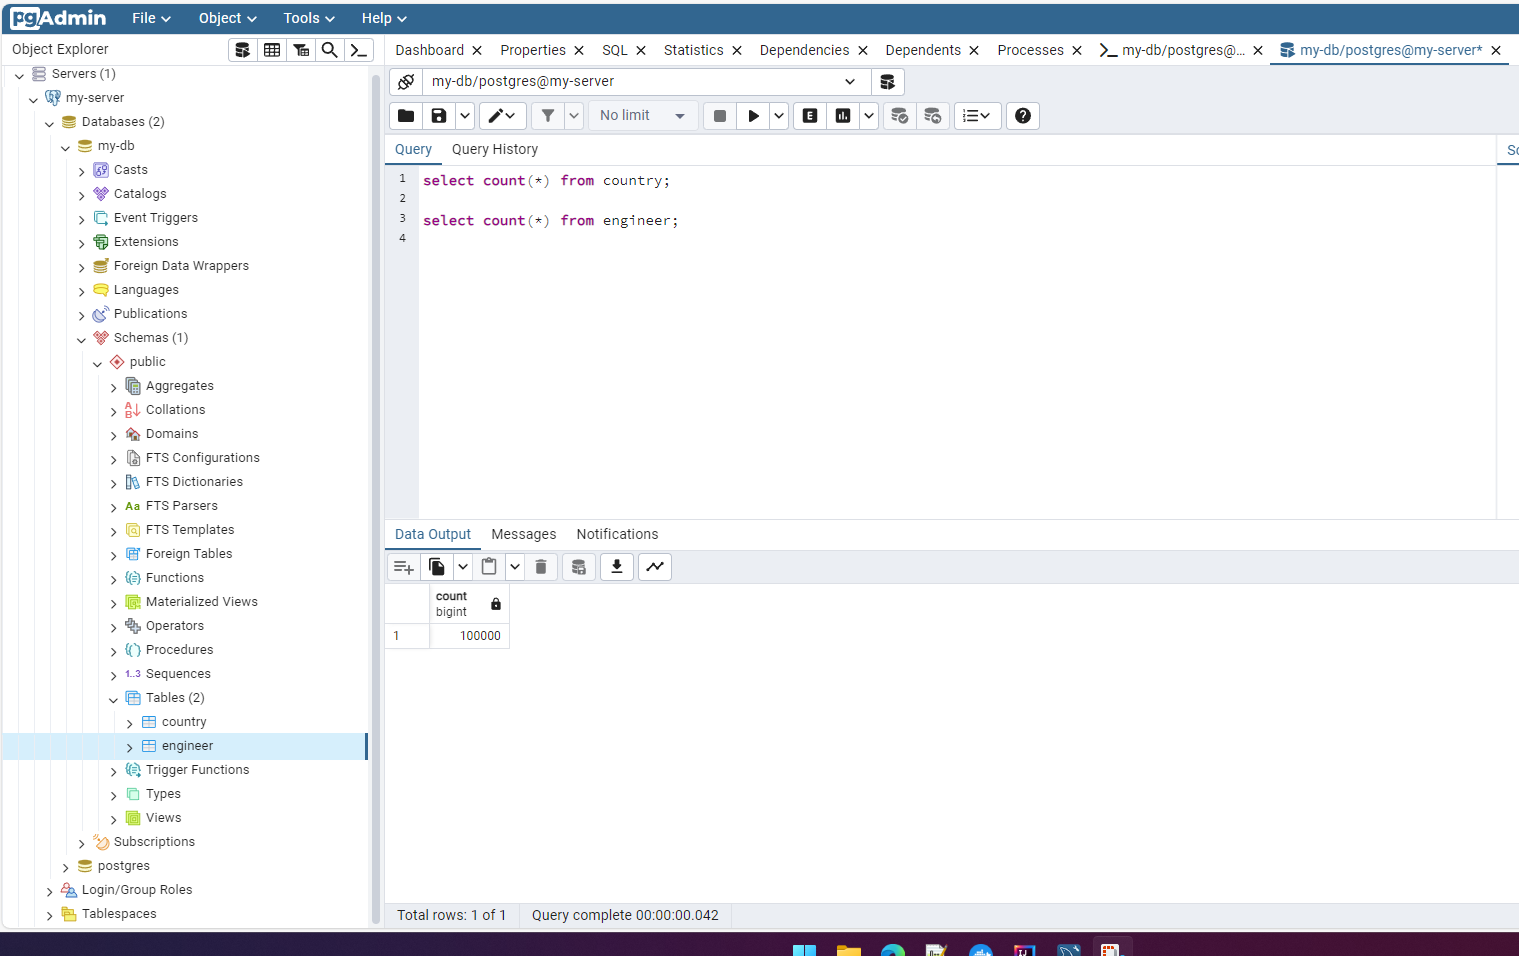 pgAdmin File Object Tools Help
Object Explorer
Servers (1)
my-server
Databases (2)
my-db
Casts
Catalogs
Event Triggers
Extensions
Foreign Data Wrappers
Languages
Publications
Schemas (1)
public
Aggregates
Collations
Domains
FTS Configurations
FTS Dictionaries
Aa FTS Parsers
FTS Templates
Foreign Tables
Functions
Materialized Views
Operators
Procedures
1..3 Sequences
Tables (2)
country
engineer
Trigger Functions
Types
Views
Subscriptions
postgres
Login/Group Roles
Tablespaces
Dashboard Properties SQL Statistics Dependencies Dependents Processes my-db/postgres@... my-db/postgres@my-server*
my-db/postgres@my-server
No limit E
Query Query History Sc
1 select count(*) from country;
2
3 select count(*) from engineer;
4
Data Output Messages Notifications
count
bigint
1 100000
Total rows: 1 of 1 Query complete 00:00:00.042